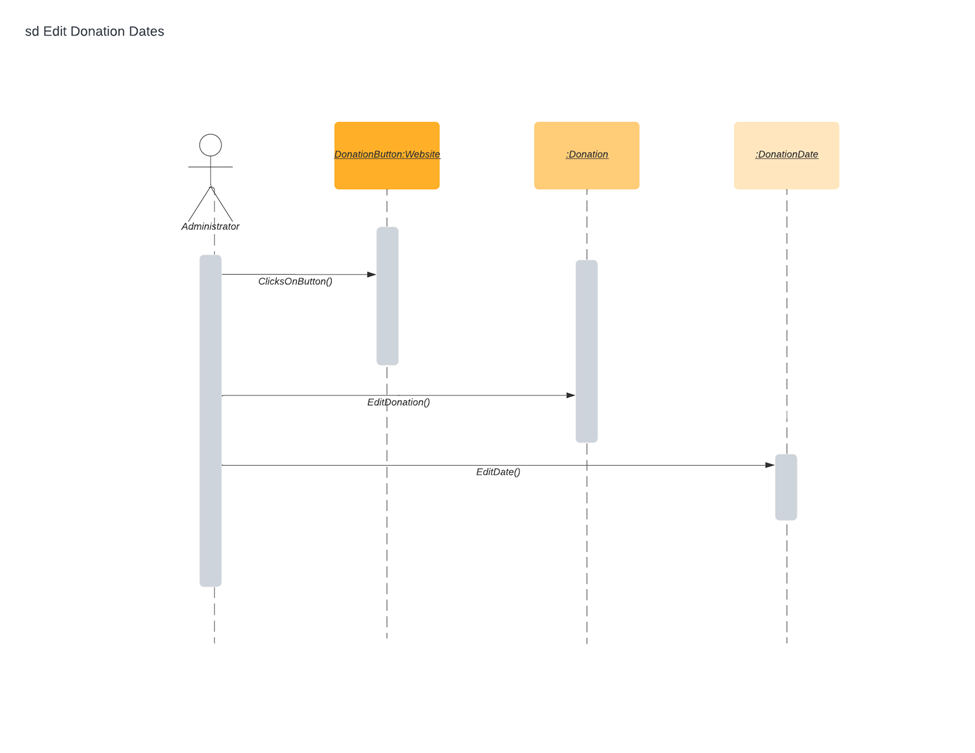 sd Edit Donation Dates
DonationButton:Website
:Donation
:DonationDate
Administrator
ClicksOnButton()
EditDonation()
EditDate()